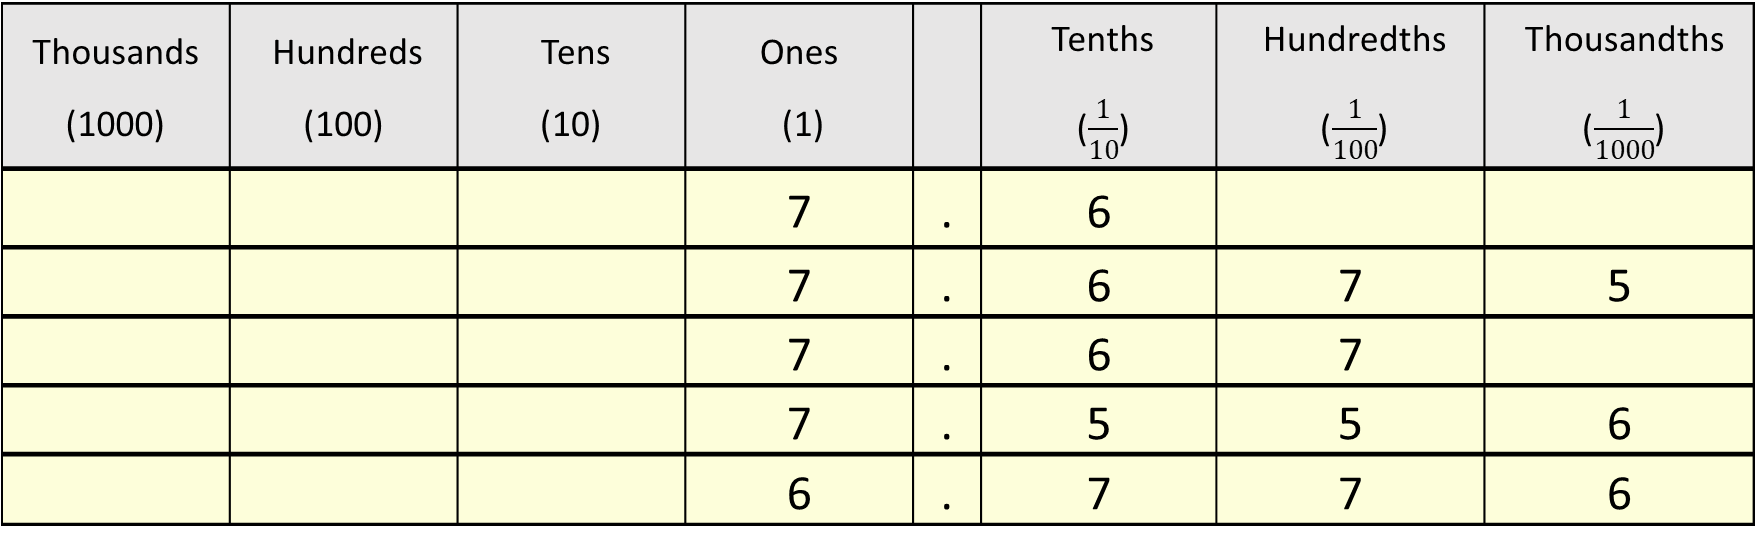 Thousands Hundreds Tens Ones Tenths Hundredths Thousandths
(1000) (100) (10) (1) (1/10) (1/100) (1/1000)
7 . 6
7 . 6 7 5
7 . 6 7
7 . 5 5 6
6 . 7 7 6